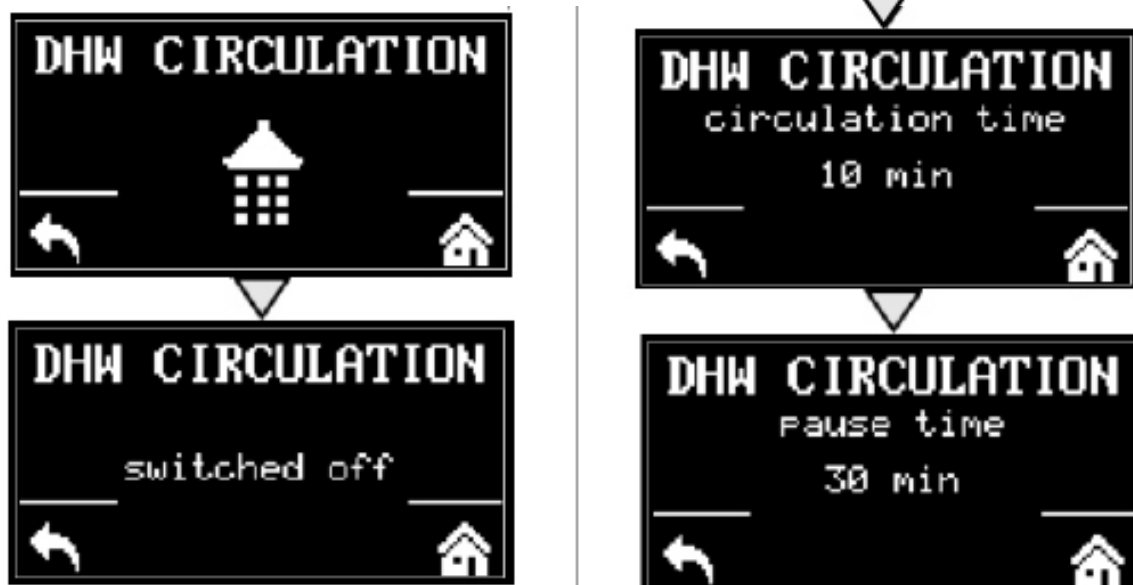 DHW CIRCULATION
DHW CIRCULATION
switched off
DHW CIRCULATION
circulation time
10 min
DHW CIRCULATION
pause time
30 min